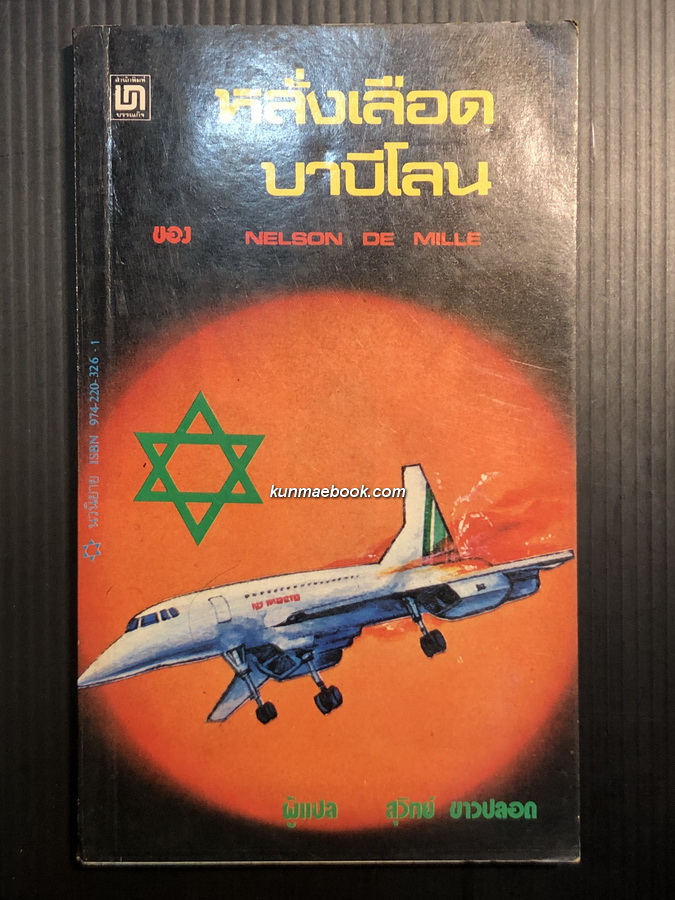 สำนักพิมพ์
บรรณกิจ
หลั่งเลือด
บาบีโลน
ของ NELSON DE MILLE
นวนิยาย ISBN 974-220-326-1
kunmaebook.com
ผู้แปล สุวิทย์ ขาวปลอด